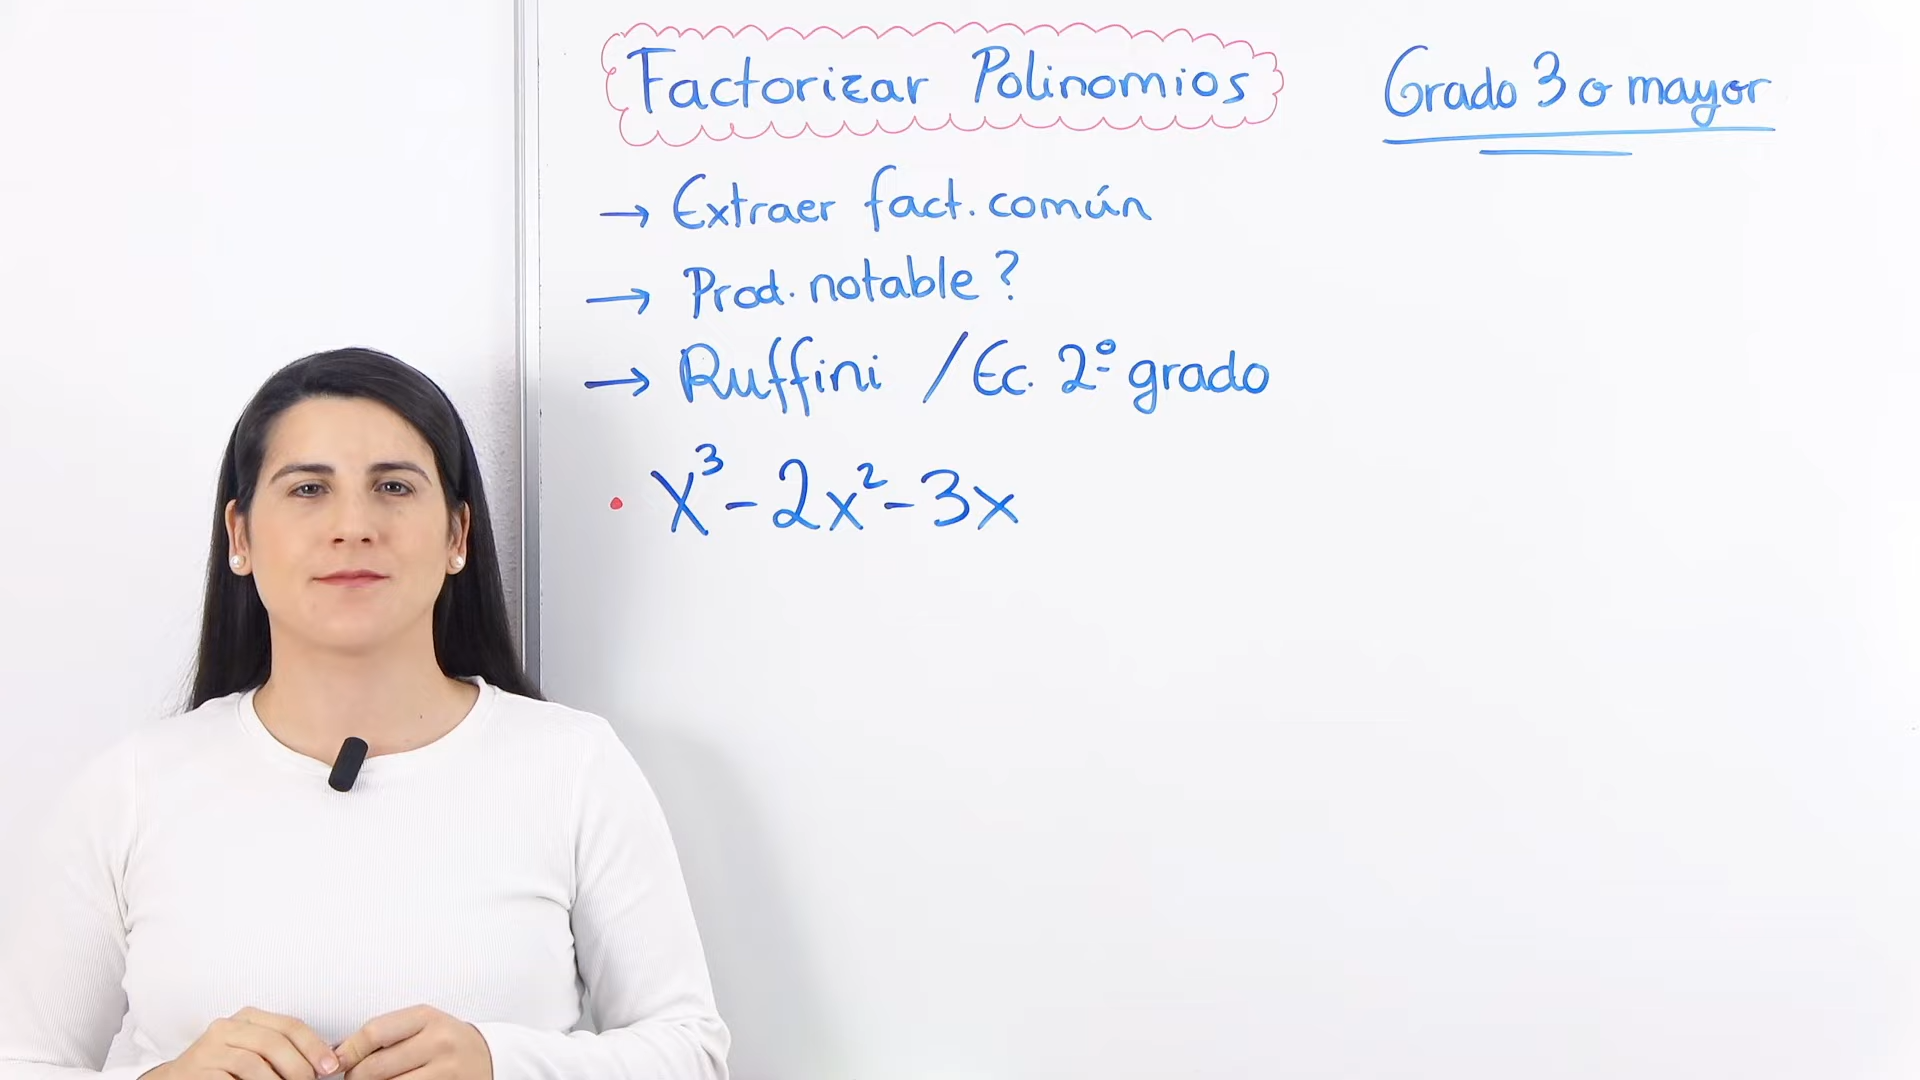 Factorizar Polinomios
Grado 3 o mayor
→ Extraer fact. común
→ Prod. notable?
→ Ruffini / Ec. 2º grado
• x³ - 2x² - 3x